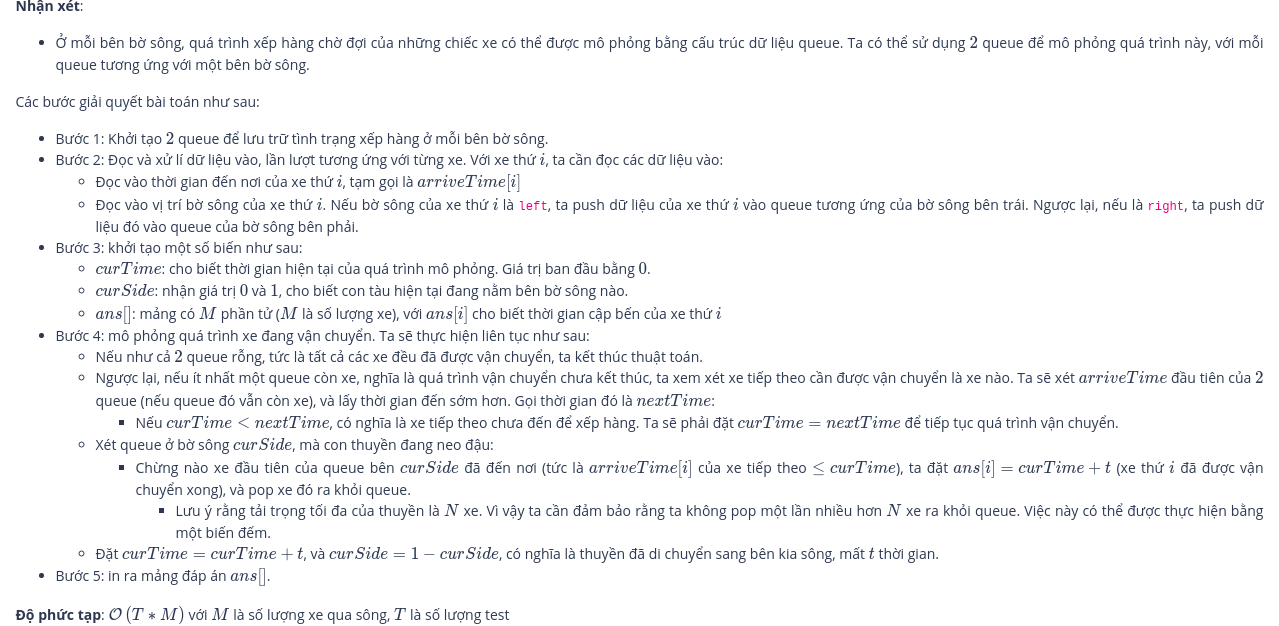 Nhận xét:
• Ở mỗi bên bờ sông, quá trình xếp hàng chờ đợi của những chiếc xe có thể được mô phỏng bằng cấu trúc dữ liệu queue. Ta có thể sử dụng 2 queue để mô phỏng quá trình này, với mỗi
queue tương ứng với một bên bờ sông.
Các bước giải quyết bài toán như sau:
• Bước 1: Khởi tạo 2 queue để lưu trữ tình trạng xếp hàng ở mỗi bên bờ sông.
• Bước 2: Đọc và xử lí dữ liệu vào, lần lượt tương ứng với từng xe. Với xe thứ i, ta cần đọc các dữ liệu vào:
◦ Đọc vào thời gian đến nơi của xe thứ i, tạm gọi là arriveTime[i]
◦ Đọc vào vị trí bờ sông của xe thứ i. Nếu bờ sông của xe thứ i là left, ta push dữ liệu của xe thứ i vào queue tương ứng của bờ sông bên trái. Ngược lại, nếu là right, ta push dữ
liệu đó vào queue của bờ sông bên phải.
• Bước 3: khởi tạo một số biến như sau:
◦ curTime: cho biết thời gian hiện tại của quá trình mô phỏng. Giá trị ban đầu bằng 0.
◦ curSide: nhận giá trị 0 và 1, cho biết con tàu hiện tại đang nằm bên bờ sông nào.
◦ ans[]: mảng có M phần tử (M là số lượng xe), với ans[i] cho biết thời gian cập bến của xe thứ i
• Bước 4: mô phỏng quá trình xe đang vận chuyển. Ta sẽ thực hiện liên tục như sau:
◦ Nếu như cả 2 queue rỗng, tức là tất cả các xe đều đã được vận chuyển, ta kết thúc thuật toán.
◦ Ngược lại, nếu ít nhất một queue còn xe, nghĩa là quá trình vận chuyển chưa kết thúc, ta xem xét xe tiếp theo cần được vận chuyển là xe nào. Ta sẽ xét arriveTime đầu tiên của 2
queue (nếu queue đó vẫn còn xe), và lấy thời gian đến sớm hơn. Gọi thời gian đó là nextTime:
▪ Nếu curTime < nextTime, có nghĩa là xe tiếp theo chưa đến để xếp hàng. Ta sẽ phải đặt curTime = nextTime để tiếp tục quá trình vận chuyển.
◦ Xét queue ở bờ sông curSide, mà con thuyền đang neo đậu:
▪ Chừng nào xe đầu tiên của queue bên curSide đã đến nơi (tức là arriveTime[i] của xe tiếp theo ≤ curTime), ta đặt ans[i] = curTime + t (xe thứ i đã được vận
chuyển xong), và pop xe đó ra khỏi queue.
▪ Lưu ý rằng tải trọng tối đa của thuyền là N xe. Vì vậy ta cần đảm bảo rằng ta không pop một lần nhiều hơn N xe ra khỏi queue. Việc này có thể được thực hiện bằng
một biến đếm.
◦ Đặt curTime = curTime + t, và curSide = 1 − curSide, có nghĩa là thuyền đã di chuyển sang bên kia sông, mất t thời gian.
• Bước 5: in ra mảng đáp án ans[].
Độ phức tạp: O (T ∗ M) với M là số lượng xe qua sông, T là số lượng test